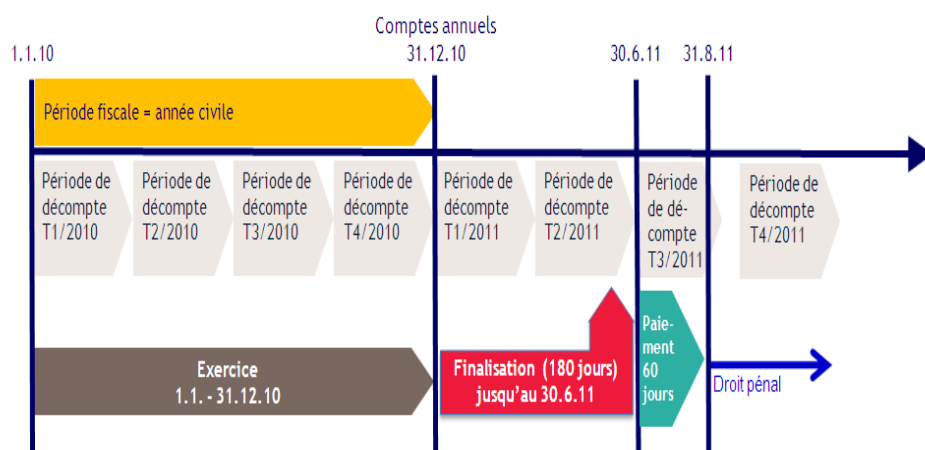 Comptes annuels
1.1.10
31.12.10
30.6.11
31.8.11
Période fiscale = année civile
Période de
décompte
T1/2010
Période de
décompte
T2/2010
Période de
décompte
T3/2010
Période de
décompte
T4/2010
Période de
décompte
T1/2011
Période de
décompte
T2/2011
Période
de dé-
compte
T3/2011
Période de
décompte
T4/2011
Exercice
1.1. - 31.12.10
Finalisation (180 jours)
jusqu'au 30.6.11
Paie-
ment
60
jours
Droit pénal